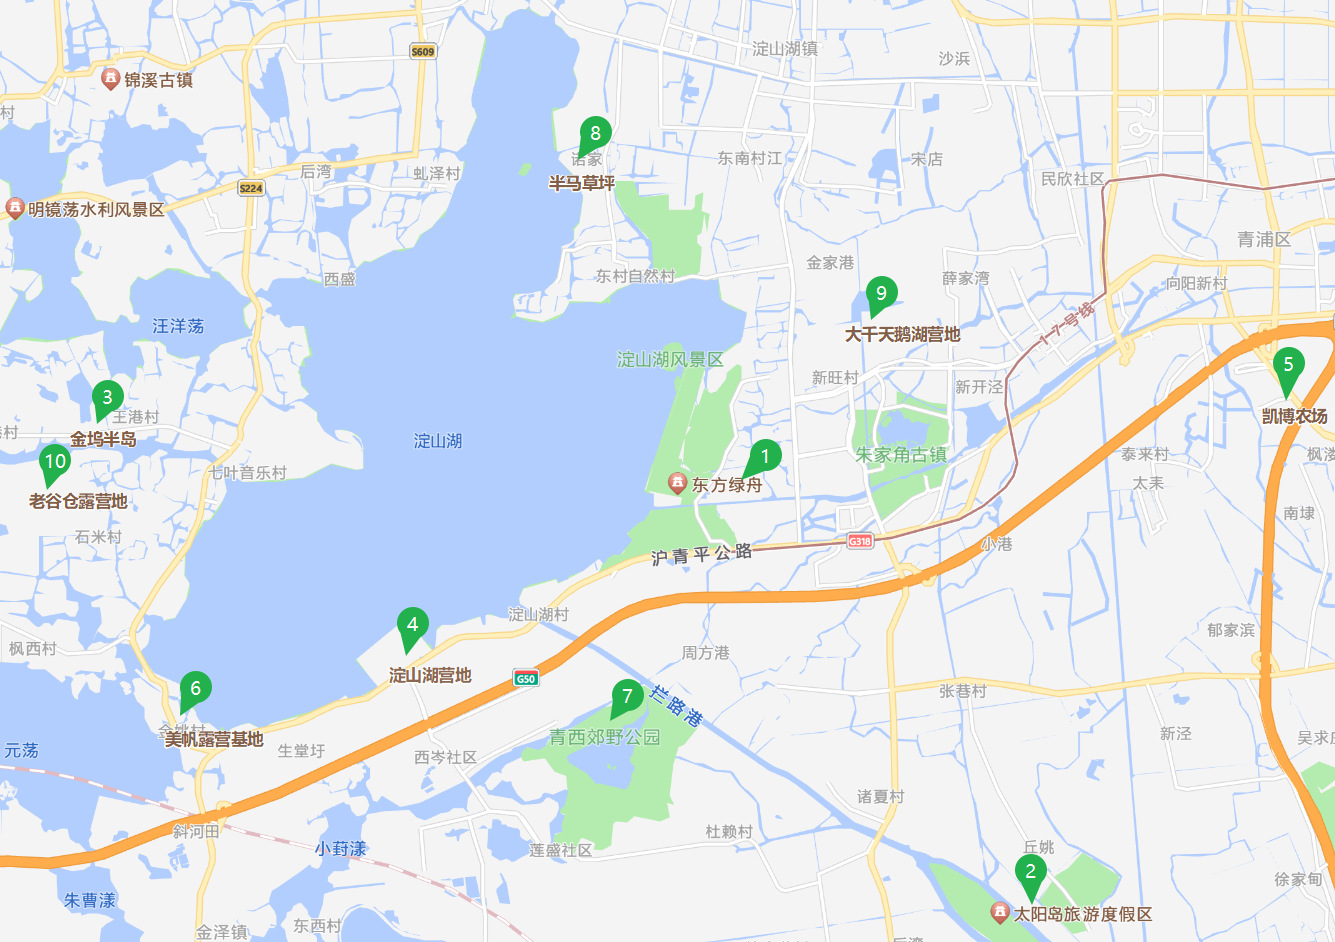 淀山湖镇
S609
沙浜
锦溪古镇
村
8
诸家
东南村江
宋店
后湾
虬泽村
民欣社区
S224
半马草坪
明镜荡水利风景区
青浦区
金家港
西盛
东村自然村
薛家湾
向阳新村
9
汪洋荡
17号线
大千天鹅湖营地
淀山湖风景区
5
新旺村
新开泾
3
王港村
凯博农场
村
金坞半岛
淀山湖
1
朱家角古镇
泰来村
枫溇
10
七叶音乐村
东方绿舟
太耒
老谷仓露营地
南埭
石米村
G318
小港
沪青平公路
淀山湖村
4
郁家滨
枫西村
周方港
淀山湖营地
G50
6
7
拦路港
张巷村
金姚村
美帆露营基地
青西郊野公园
新泾
元荡
生堂圩
西岑社区
诸夏村
斜河田
杜赖村
小葑漾
莲盛社区
丘姚
2
徐家甸
朱曹漾
太阳岛旅游度假区
东西村
金泽镇